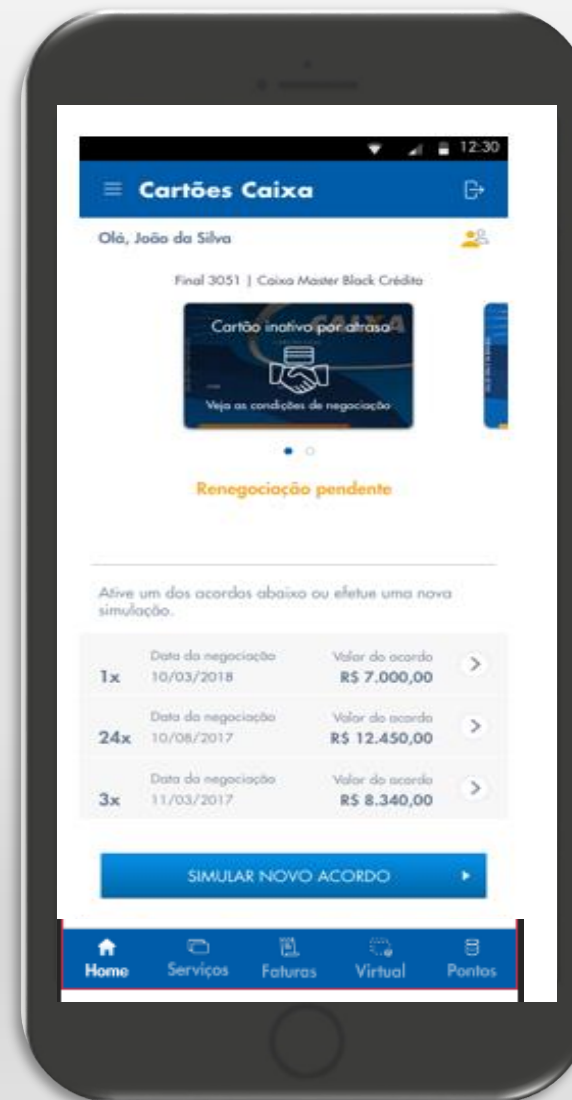 12:30
Cartões Caixa
Olá, João da Silva
Final 3051 | Caixa Master Black Crédito
CAIXA
Cartão inativo por atraso
Veja as condições de negociação
Renegociação pendente
Ative um dos acordos abaixo ou efetue uma nova
simulação.
Data da negociação Valor do acordo
1x 10/03/2018 R$ 7.000,00
Data da negociação Valor do acordo
24x 10/08/2017 R$ 12.450,00
Data da negociação Valor do acordo
3x 11/03/2017 R$ 8.340,00
SIMULAR NOVO ACORDO
Home Serviços Faturas Virtual Pontos